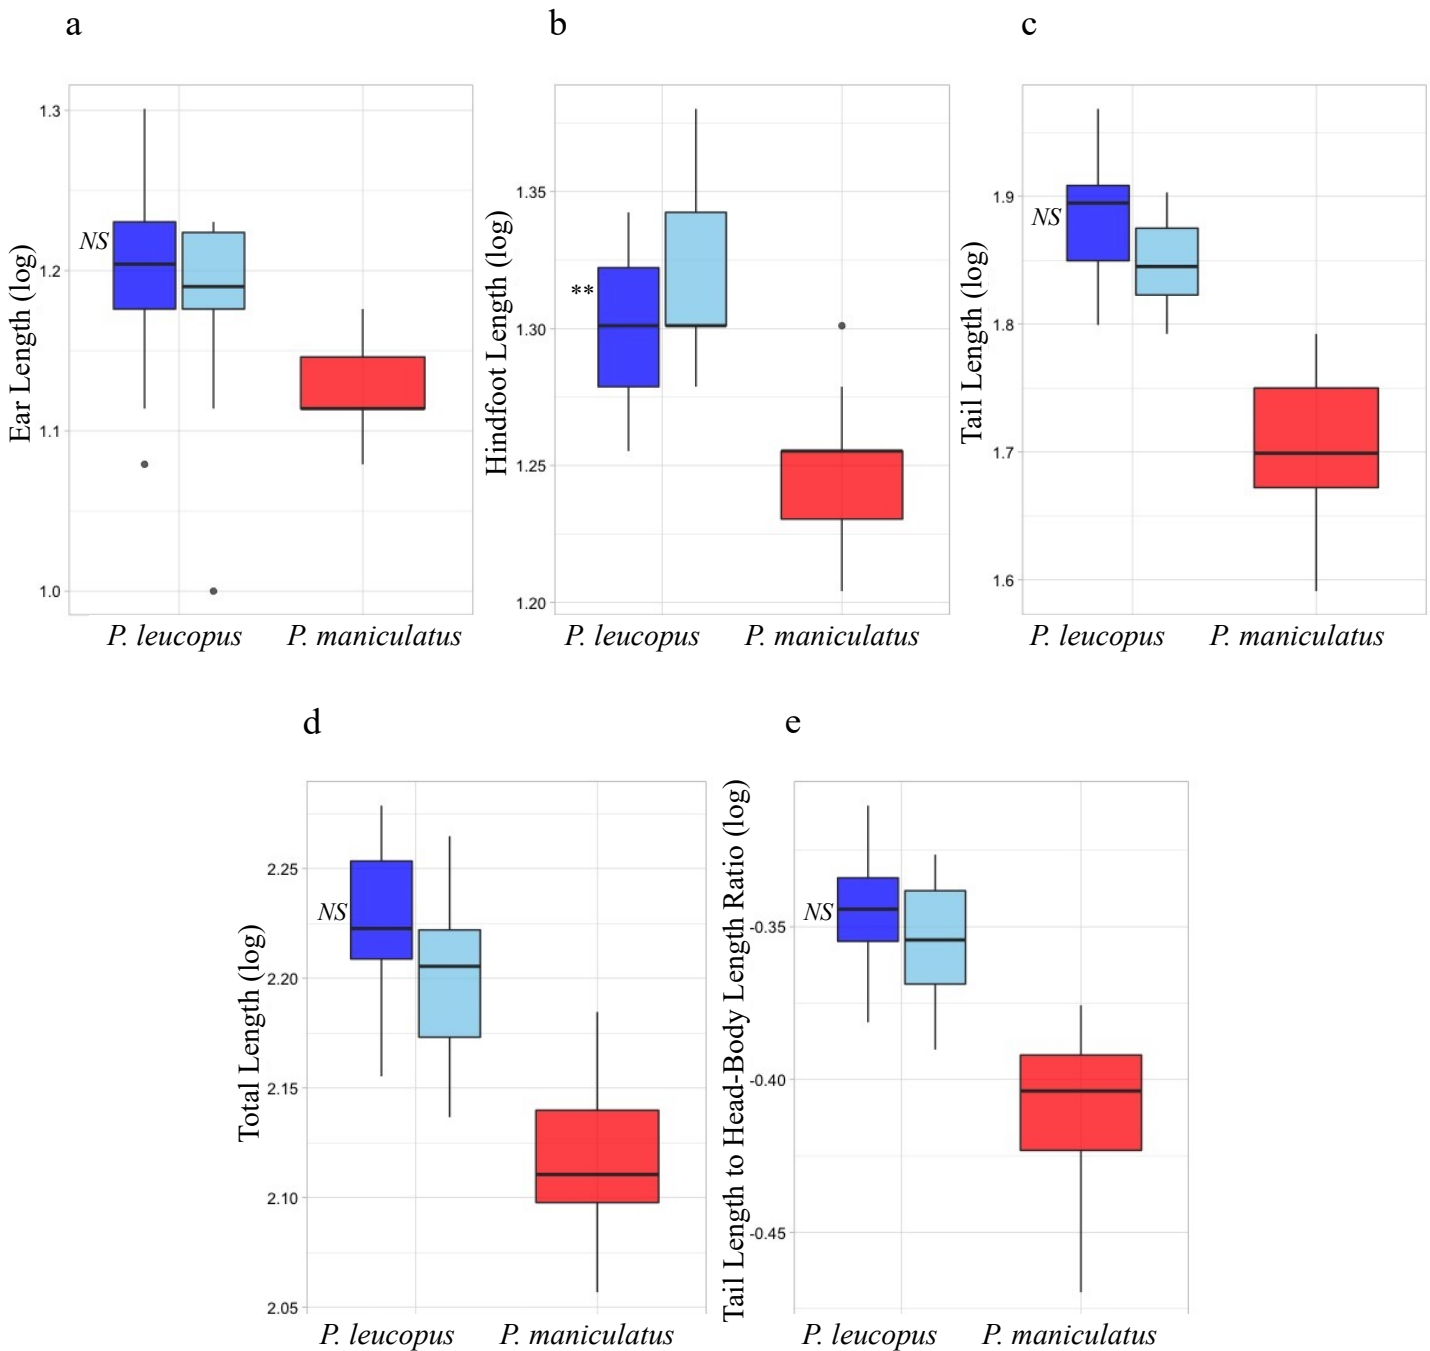 a
b
c
Ear Length (log)
1.3
1.2
1.1
1.0
NS
P. leucopus
P. maniculatus
Hindfoot Length (log)
1.35
1.30
1.25
1.20
**
P. leucopus
P. maniculatus
Tail Length (log)
1.9
1.8
1.7
1.6
NS
P. leucopus
P. maniculatus
d
e
Total Length (log)
2.25
2.20
2.15
2.10
2.05
NS
P. leucopus
P. maniculatus
Tail Length to Head-Body Length Ratio (log)
-0.35
-0.40
-0.45
NS
P. leucopus
P. maniculatus